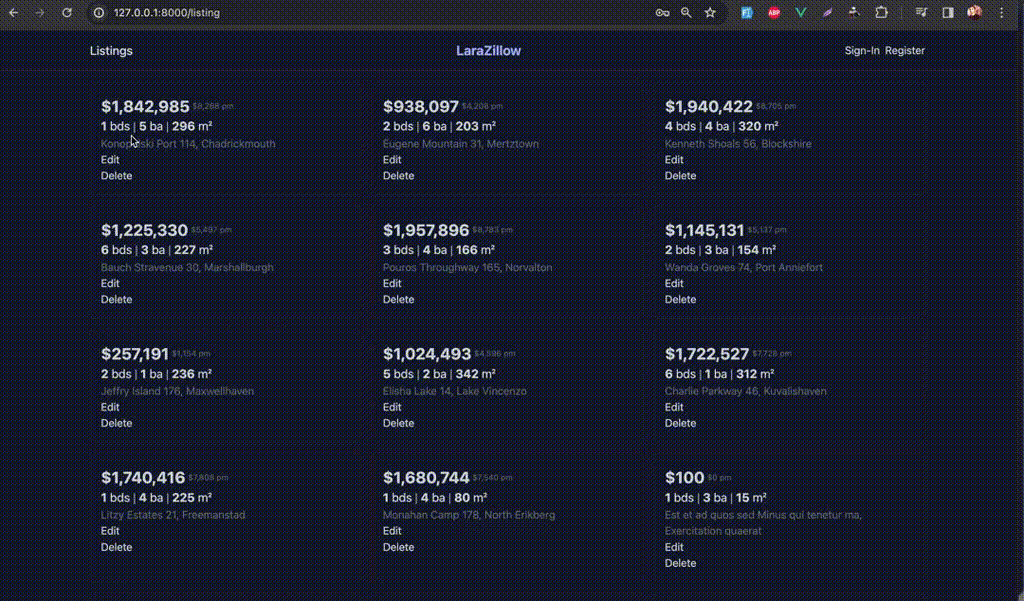 127.0.0.1:8000/listing
Listings
LaraZillow
Sign-In Register
$1,842,985 $8,268 pm
1 bds | 5 ba | 296 m²
Port 114, Chadrickmouth
Edit
Delete
$938,097 $4,208 pm
2 bds | 6 ba | 203 m²
Eugene Mountain 31, Mertztown
Edit
Delete
$1,940,422 $8,705 pm
4 bds | 4 ba | 320 m²
Kenneth Shoals 56, Blockshire
Edit
Delete
$1,225,330 $5,497 pm
6 bds | 3 ba | 227 m²
Bauch Stravenue 30, Marshallburgh
Edit
Delete
$1,957,896 $8,783 pm
3 bds | 4 ba | 166 m²
Pouros Throughway 165, Norvalton
Edit
Delete
$1,145,131 $5,137 pm
2 bds | 3 ba | 154 m²
Wanda Groves 74, Port Anniefort
Edit
Delete
$257,191 $1,154 pm
2 bds | 1 ba | 236 m²
Jeffry Island 176, Maxwellhaven
Edit
Delete
$1,024,493 $4,596 pm
5 bds | 2 ba | 342 m²
Elisha Lake 14, Lake Vincenzo
Edit
Delete
$1,722,527 $7,728 pm
6 bds | 1 ba | 312 m²
Charlie Parkway 46, Kuvalishaven
Edit
Delete
$1,740,416 $7,808 pm
1 bds | 4 ba | 225 m²
Litzy Estates 21, Freemanstad
Edit
Delete
$1,680,744 $7,540 pm
1 bds | 4 ba | 80 m²
Monahan Camp 178, North Erikberg
Edit
Delete
$100 $0 pm
1 bds | 3 ba | 15 m²
Est et ad quos sed Minus qui tenetur ma,
Exercitation quaerat
Edit
Delete